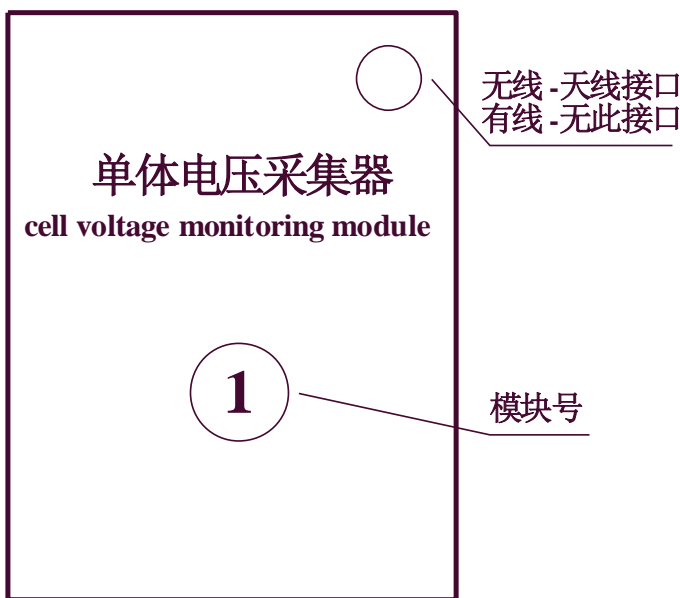 无线 -天线接口
有线 -无此接口
单体电压采集器
cell voltage monitoring module
1
模块号